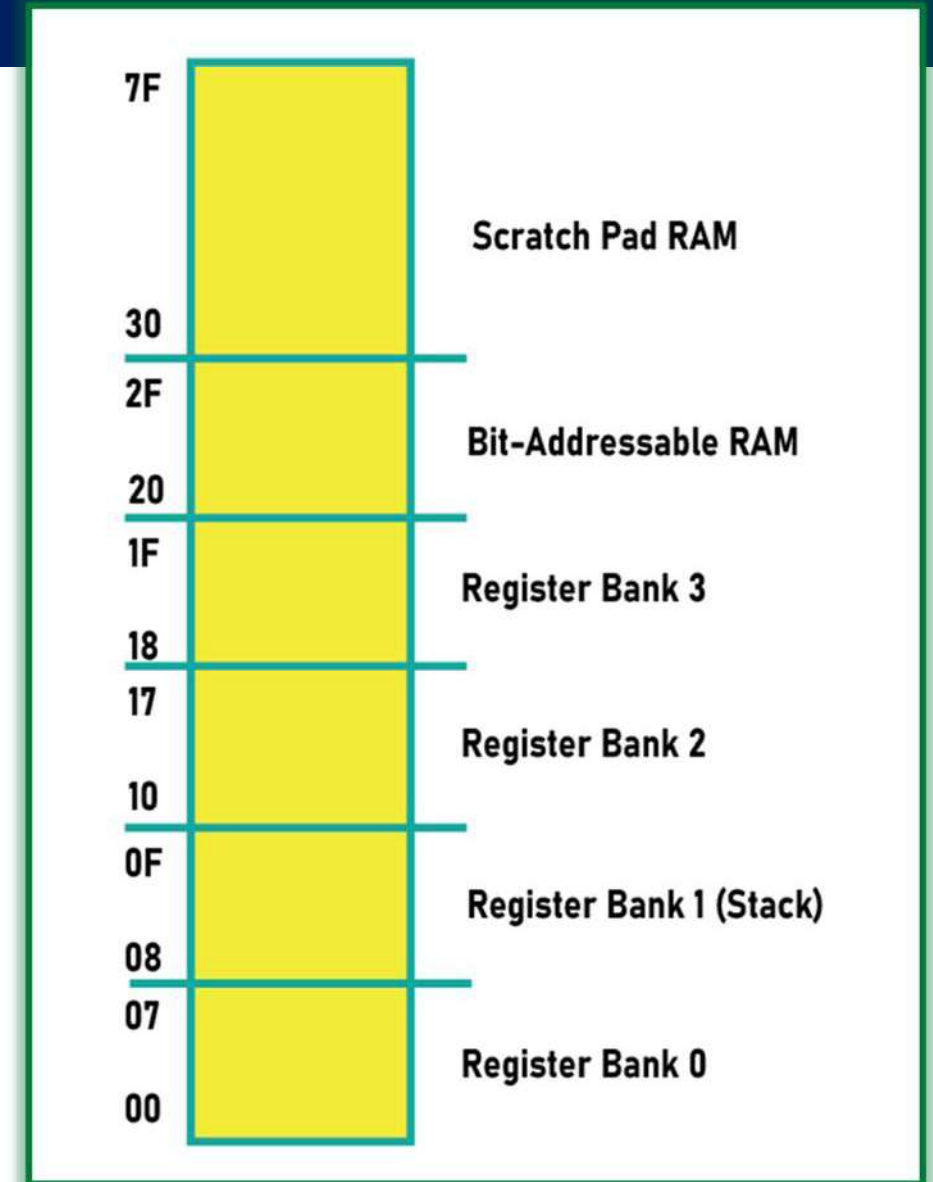 7F
Scratch Pad RAM
30
2F
Bit-Addressable RAM
20
1F
Register Bank 3
18
17
Register Bank 2
10
0F
Register Bank 1 (Stack)
08
07
Register Bank 0
00